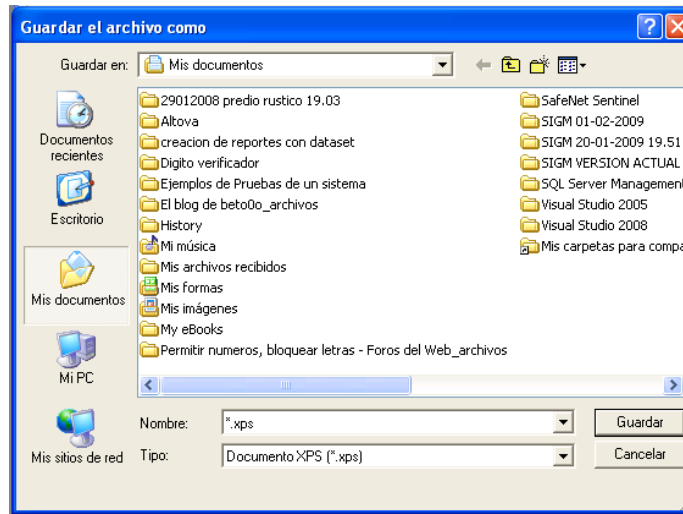 Guardar el archivo como
Guardar en:
Mis documentos
Documentos
recientes
Escritorio
Mis documentos
Mi PC
Mis sitios de red
29012008 predio rustico 19.03
Altova
creacion de reportes con dataset
Digito verificador
Ejemplos de Pruebas de un sistema
El blog de beto0o_archivos
History
Mi música
Mis archivos recibidos
Mis formas
Mis imágenes
My eBooks
Permitir numeros, bloquear letras - Foros del Web_archivos
SafeNet Sentinel
SIGM 01-02-2009
SIGM 20-01-2009 19.51
SIGM VERSION ACTUAL
SQL Server Management
Visual Studio 2005
Visual Studio 2008
Mis carpetas para compa
Nombre:
*.xps
Guardar
Tipo:
Documento XPS (*.xps)
Cancelar